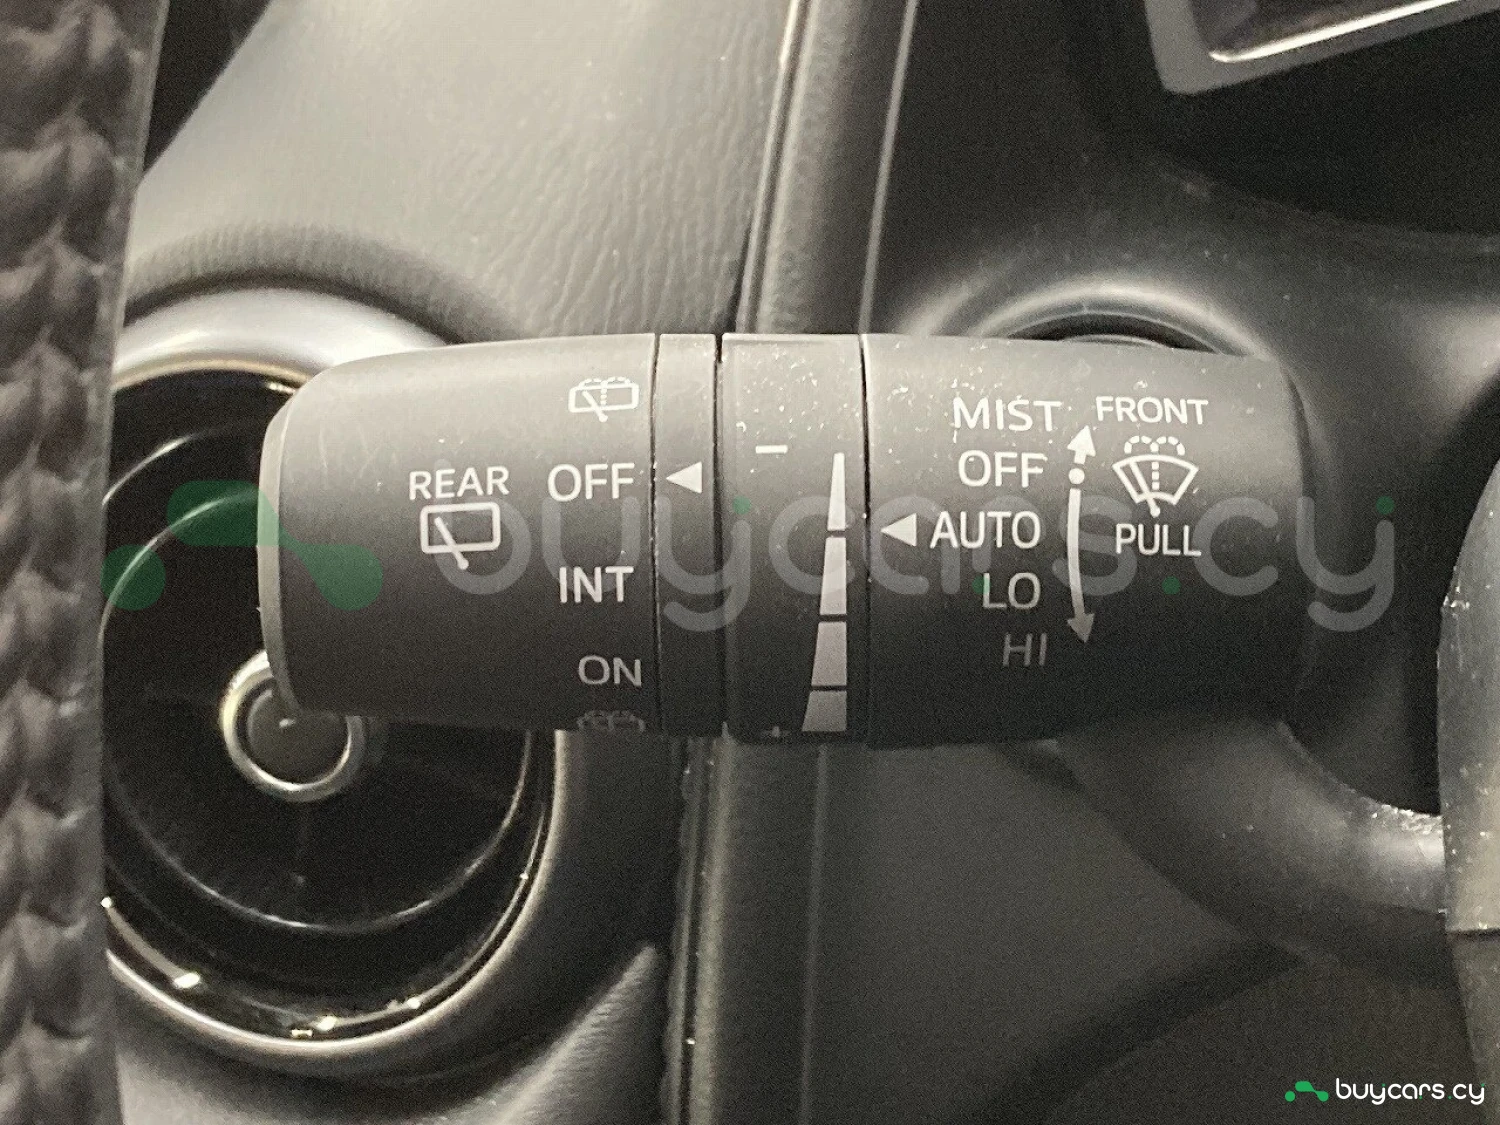 REAR
OFF
INT
ON
−
+
MIST
OFF
AUTO
LO
HI
FRONT
PULL
buycars.cy
buycars.cy